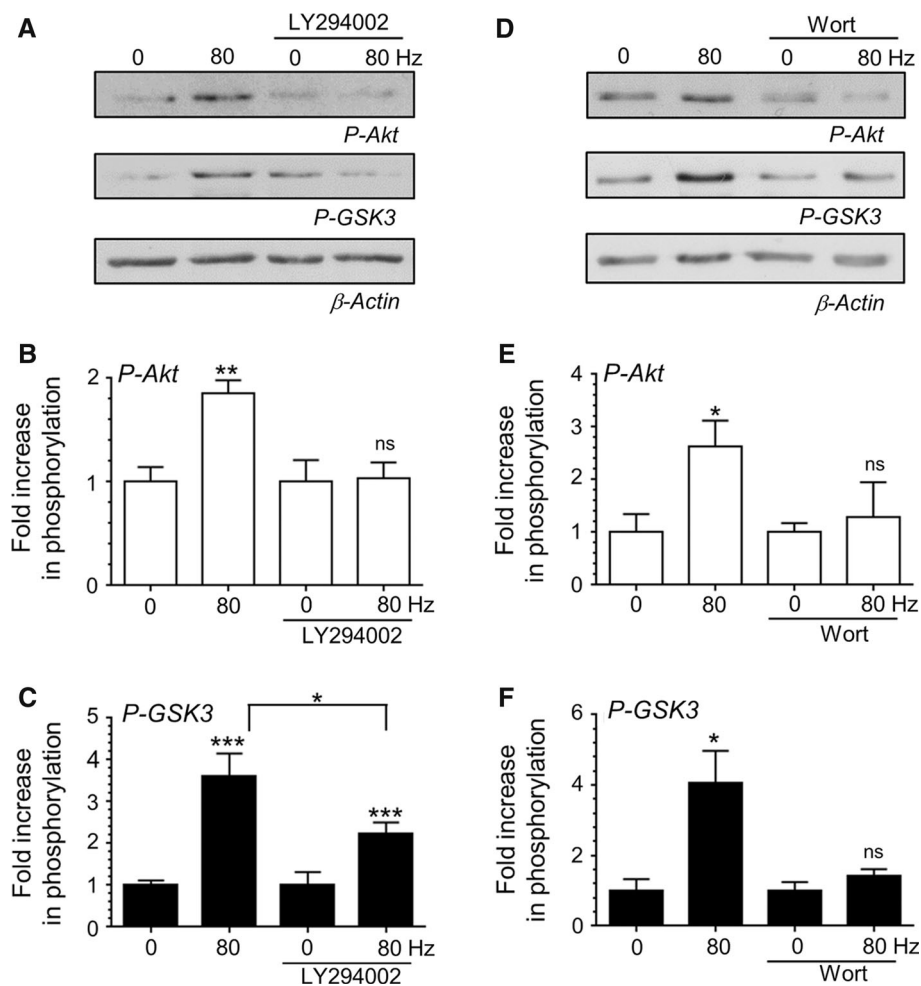 A
LY294002
0 80 0 80 Hz
P-Akt
P-GSK3
β-Actin
B
P-Akt
Fold increase
in phosphorylation
2
1
0
**
ns
0 80 0 80 Hz
LY294002
C
P-GSK3
Fold increase
in phosphorylation
5
4
3
2
1
0
***
*
***
0 80 0 80 Hz
LY294002
D
Wort
0 80 0 80 Hz
P-Akt
P-GSK3
β-Actin
E
P-Akt
Fold increase
in phosphorylation
4
3
2
1
0
*
ns
0 80 0 80 Hz
Wort
F
P-GSK3
Fold increase
in phosphorylation
6
4
2
0
*
ns
0 80 0 80 Hz
Wort